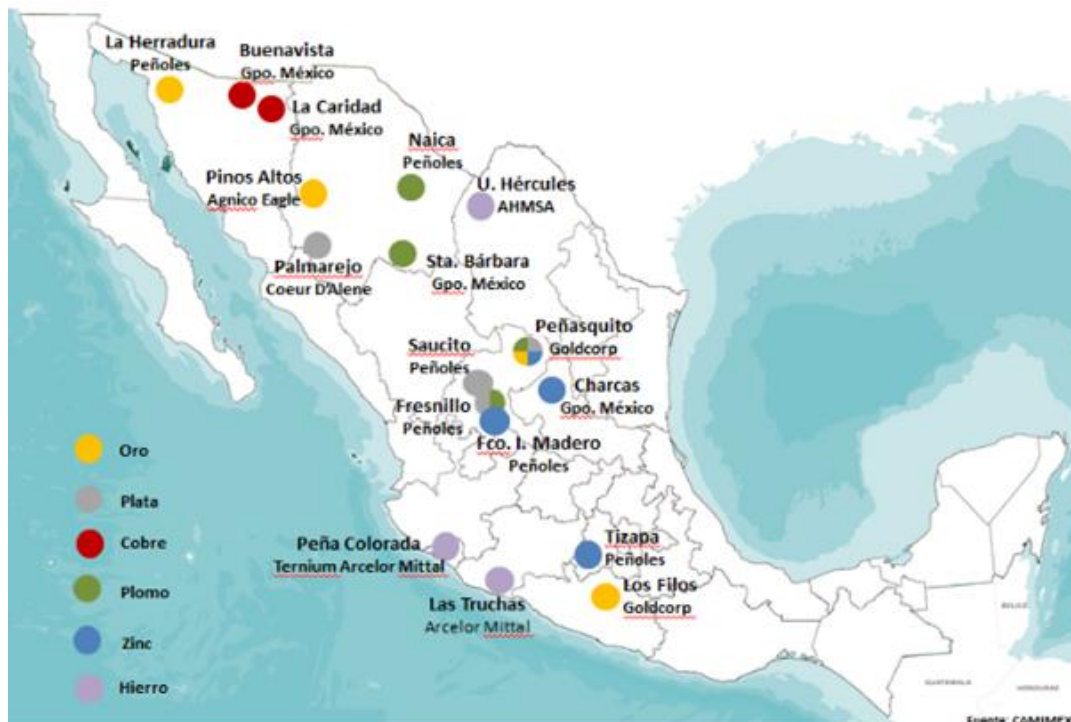 La Herradura
Peñoles
Buenavista
Gpo. México
La Caridad
Gpo. México
Naica
Peñoles
Pinos Altos
Agnico Eagle
U. Hércules
AHMSA
Palmarejo
Coeur D'Alene
Sta. Bárbara
Gpo. México
Peñasquito
Goldcorp
Saucito
Peñoles
Charcas
Gpo. México
Fresnillo
Peñoles
Fco. I. Madero
Peñoles
Oro
Plata
Cobre
Plomo
Zinc
Hierro
Peña Colorada
Ternium Arcelor Mittal
Tizapa
Peñoles
Las Truchas
Arcelor Mittal
Los Filos
Goldcorp
BELICE
GUATEMALA
HONDURAS
Fuente: CAMIMEX